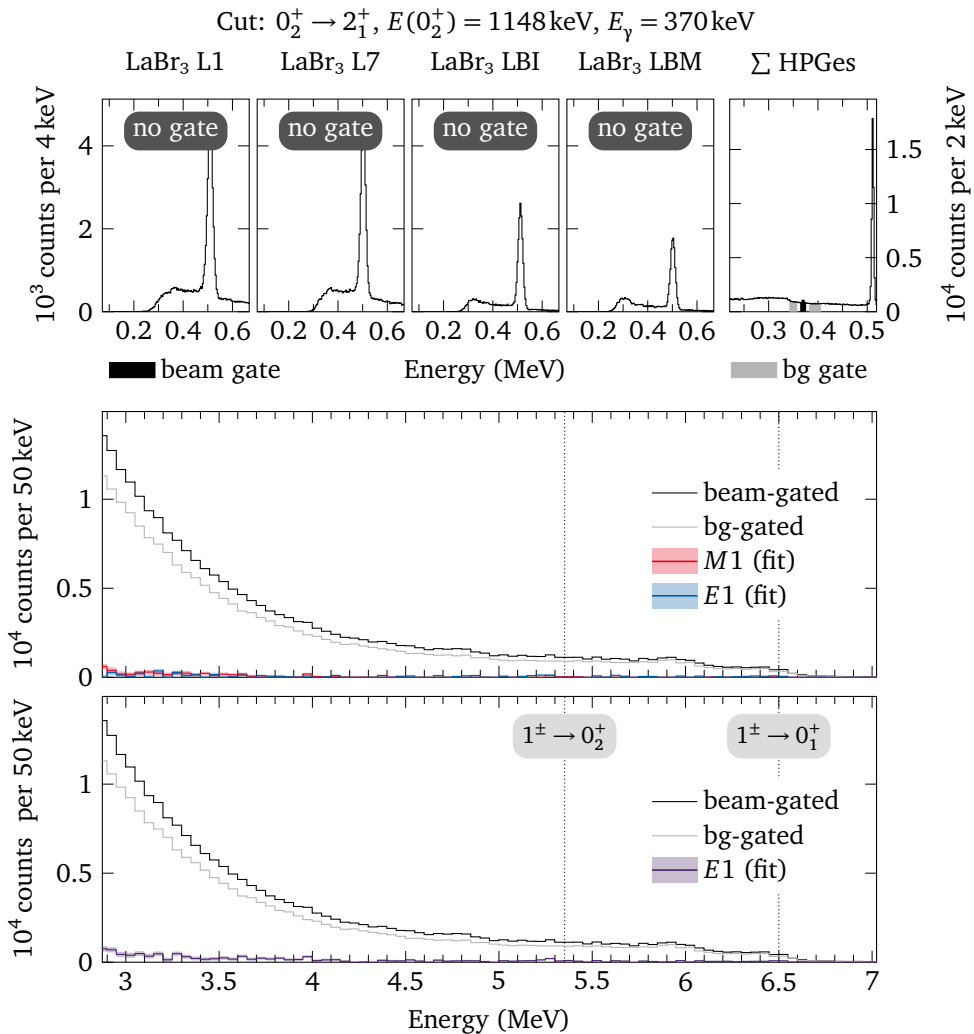 Cut: 0₂⁺ → 2₁⁺, E(0₂⁺) = 1148 keV, Eγ = 370 keV
LaBr₃ L1 LaBr₃ L7 LaBr₃ LBI LaBr₃ LBM ∑ HPGes
no gate no gate no gate no gate
10³ counts per 4 keV
0 2 4
0.2 0.4 0.6 0.2 0.4 0.6 0.2 0.4 0.6 0.2 0.4 0.6 0.3 0.4 0.5
0 0.5 1 1.5
10⁴ counts per 2 keV
beam gate Energy (MeV) bg gate
10⁴ counts per 50 keV
0 0.5 1
beam-gated
bg-gated
M1 (fit)
E1 (fit)
10⁴ counts per 50 keV
0 0.5 1
1± → 0₂⁺ 1± → 0₁⁺
beam-gated
bg-gated
E1 (fit)
3 3.5 4 4.5 5 5.5 6 6.5 7
Energy (MeV)